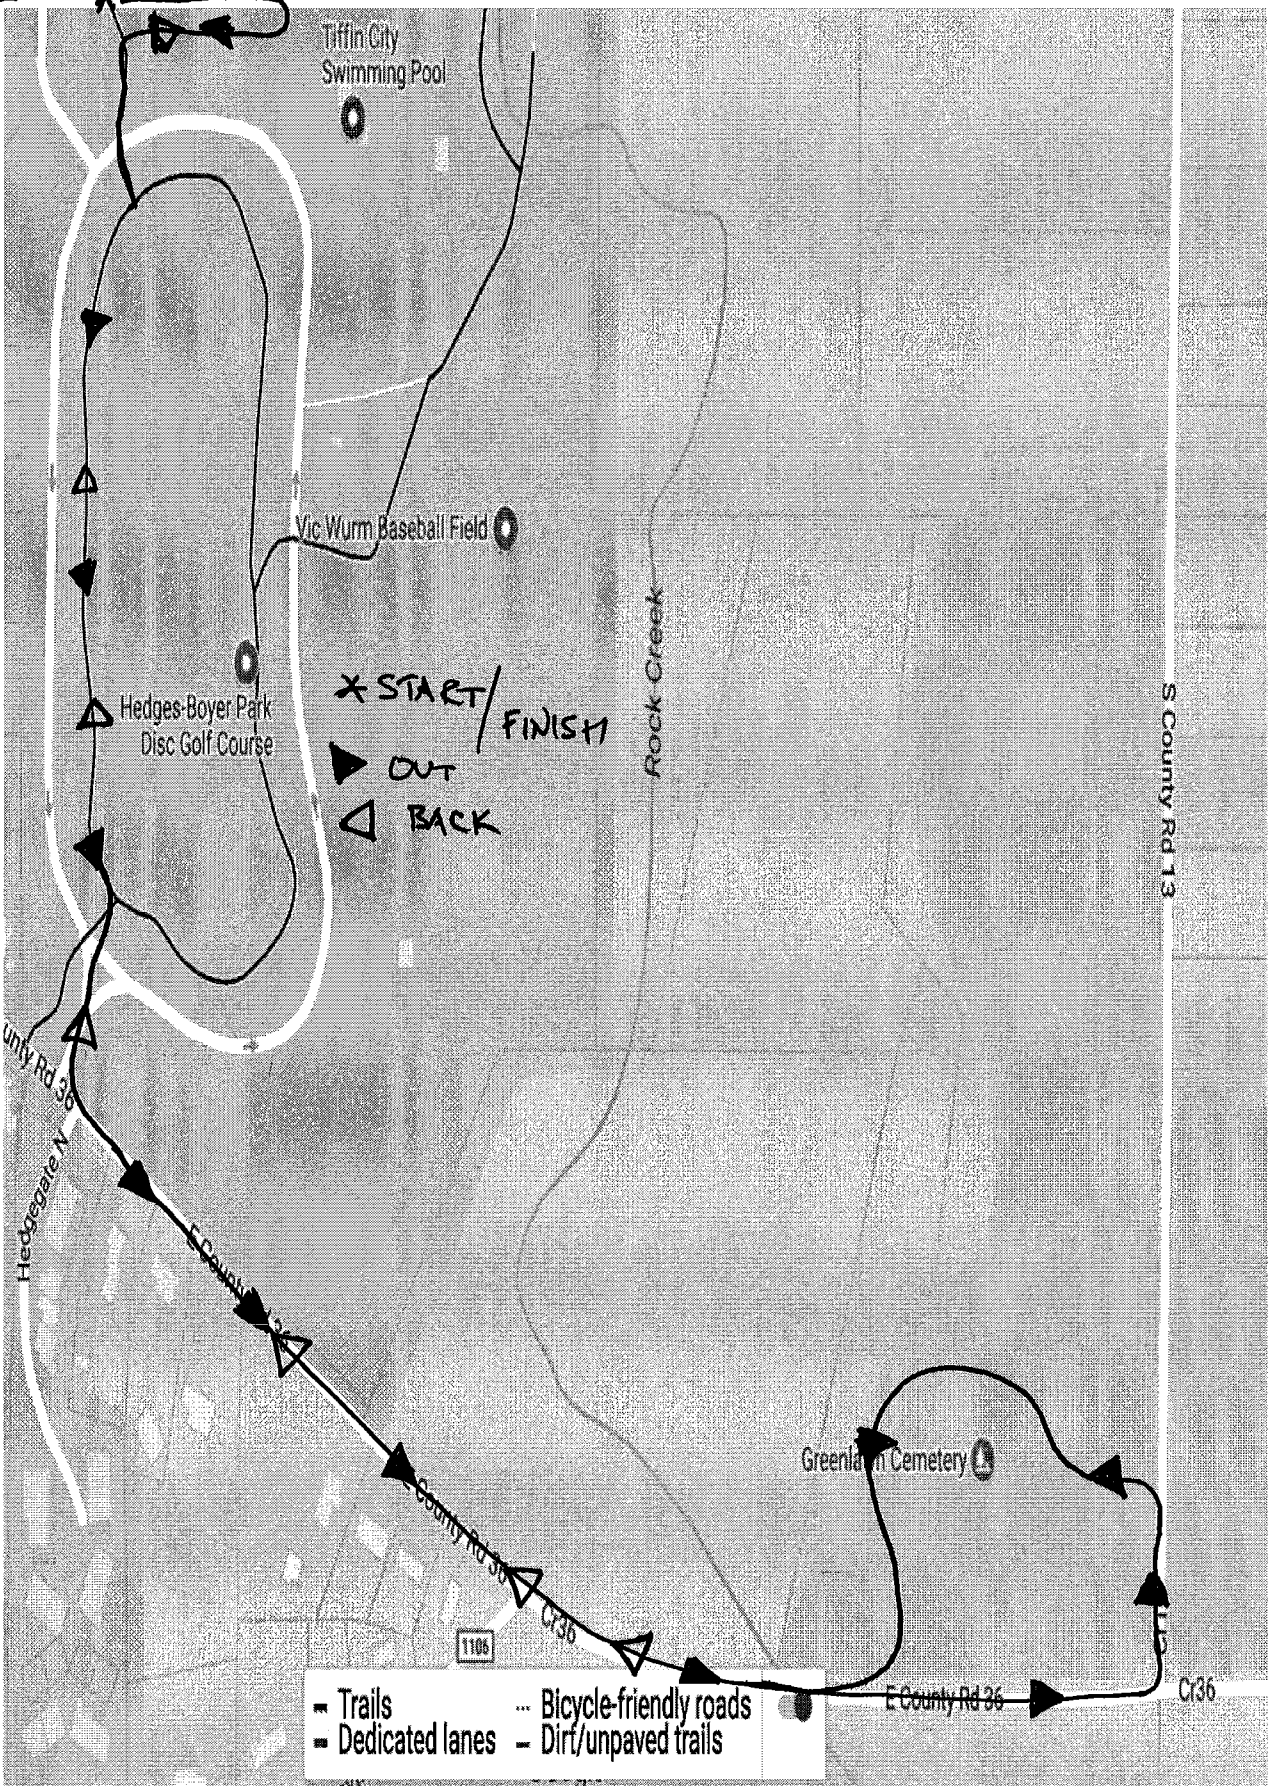 Tiffin City
Swimming Pool
Vic Wurm Baseball Field
Rock Creek
S County Rd 13
Hedges-Boyer Park
Disc Golf Course
* START/
FINISH
OUT
BACK
unty Rd 36
Hedgegate N
E County
County Rd 36
Cr36
1106
Greenlawn Cemetery
E County Rd 36
Cr36
Trails
Dedicated lanes
Bicycle-friendly roads
Dirt/unpaved trails